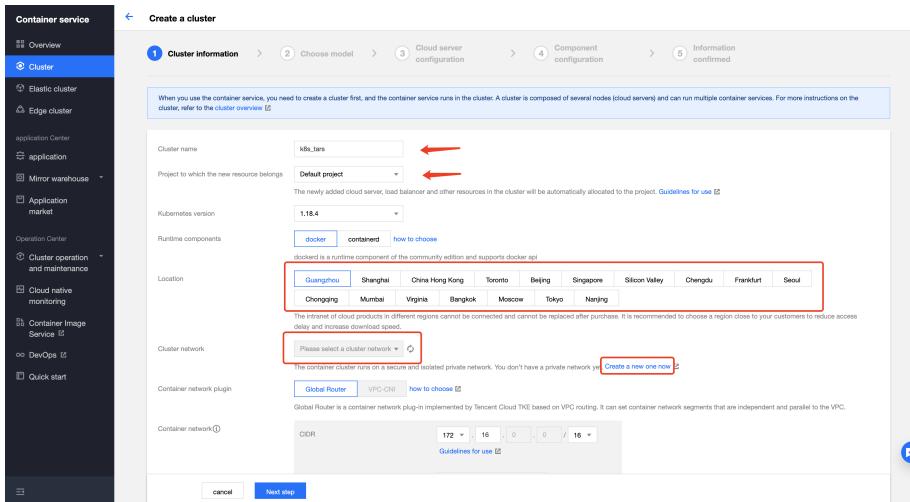 Container service
Create a cluster
Overview
Cluster
Elastic cluster
Edge cluster
application Center
application
Mirror warehouse
Application
market
Operation Center
Cluster operation
and maintenance
Cloud native
monitoring
Container Image
Service
DevOps
Quick start
1 Cluster information
2 Choose model
3 Cloud server
configuration
4 Component
configuration
5 Information
confirmed
When you use the container service, you need to create a cluster first, and the container service runs in the cluster. A cluster is composed of several nodes (cloud servers) and can run multiple container services. For more instructions on the
cluster, refer to the cluster overview
Cluster name k8s_tars
Project to which the new resource belongs Default project
The newly added cloud server, load balancer and other resources in the cluster will be automatically allocated to the project. Guidelines for use
Kubernetes version 1.18.4
Runtime components docker containerd how to choose
dockerd is a runtime component of the community edition and supports docker api
Location Guangzhou Shanghai China Hong Kong Toronto Beijing Singapore Silicon Valley Chengdu Frankfurt Seoul
Chongqing Mumbai Virginia Bangkok Moscow Tokyo Nanjing
The intranet of cloud products in different regions cannot be connected and cannot be replaced after purchase. It is recommended to choose a region close to your customers to reduce access
delay and increase download speed.
Cluster network Please select a cluster network
The container cluster runs on a secure and isolated private network. You don't have a private network ye Create a new one now
Container network plugin Global Router VPC-CNI how to choose
Global Router is a container network plug-in implemented by Tencent Cloud TKE based on VPC routing. It can set container network segments that are independent and parallel to the VPC.
Container network CIDR 172 . 16 . 0 . 0 / 16
Guidelines for use
cancel Next step